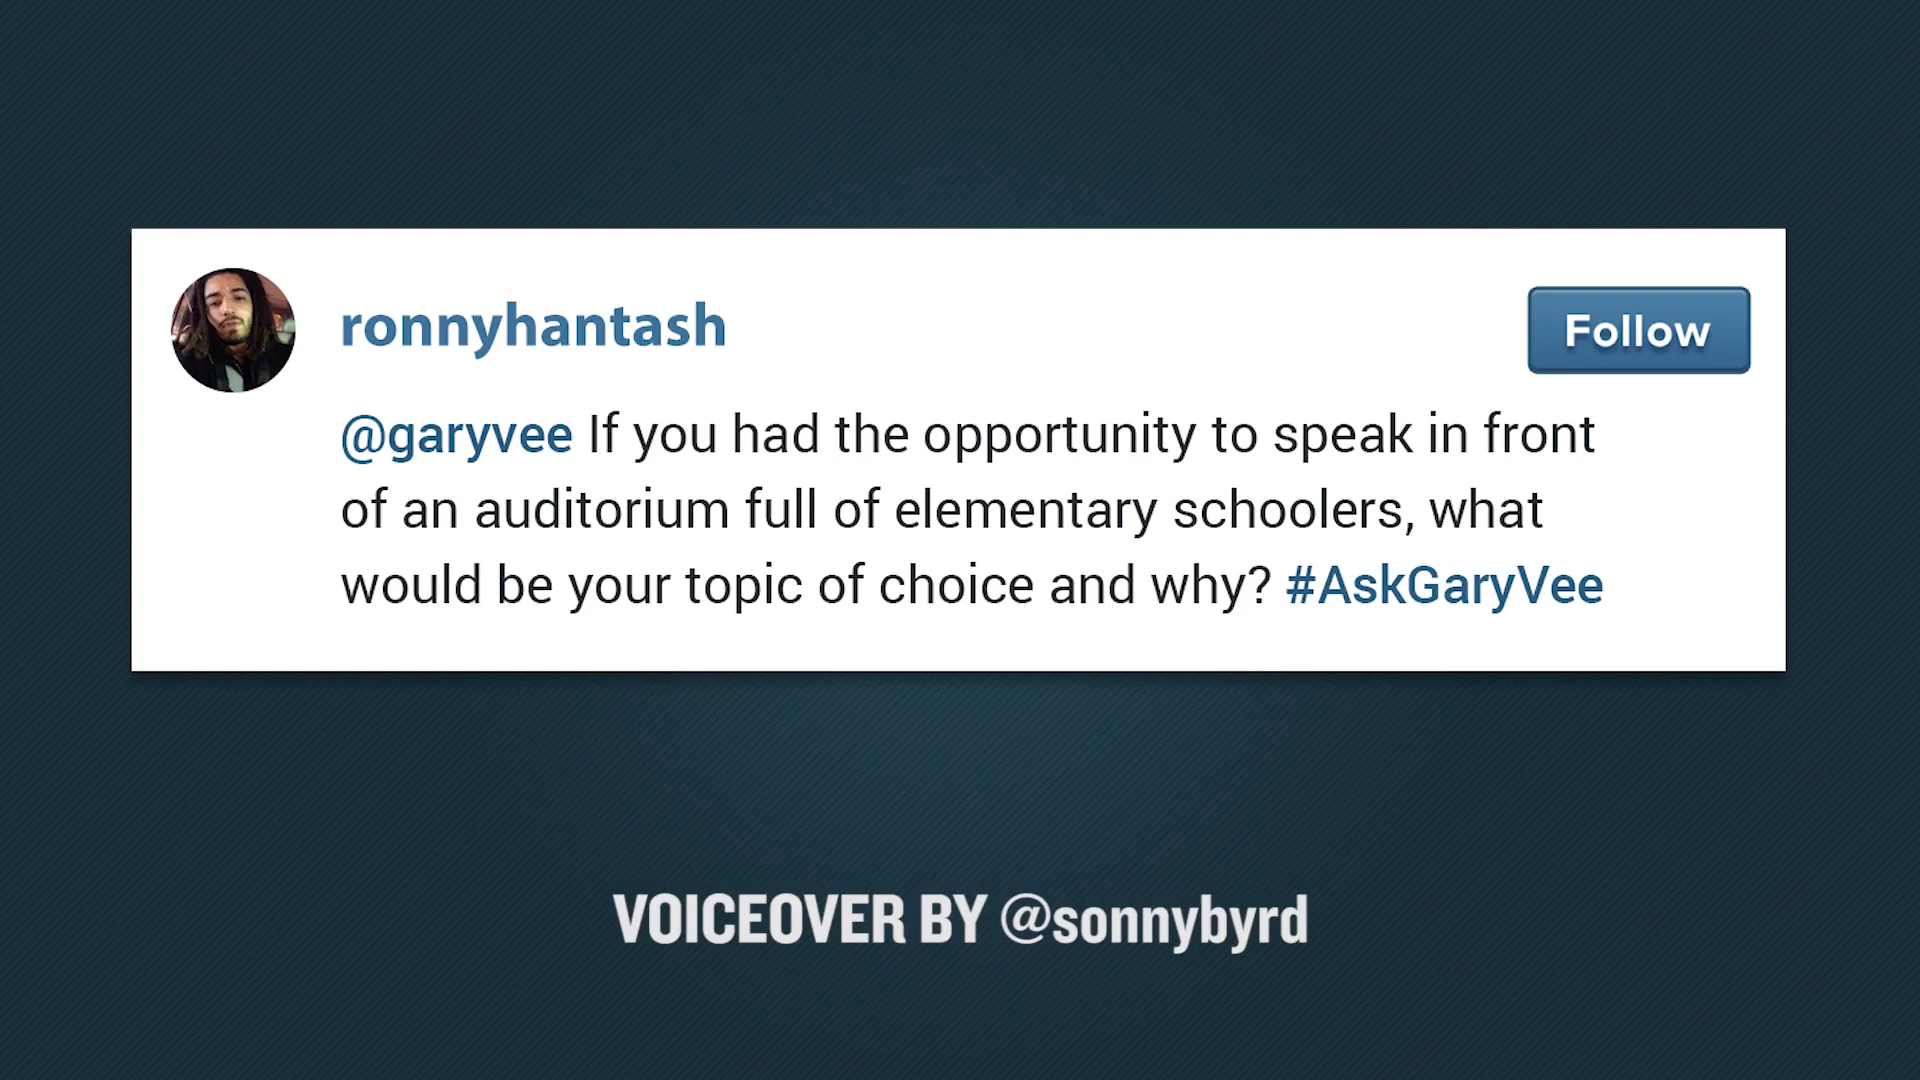 ronnyhantash
Follow
@garyvee If you had the opportunity to speak in front
of an auditorium full of elementary schoolers, what
would be your topic of choice and why? #AskGaryVee
VOICEOVER BY @sonnybyrd